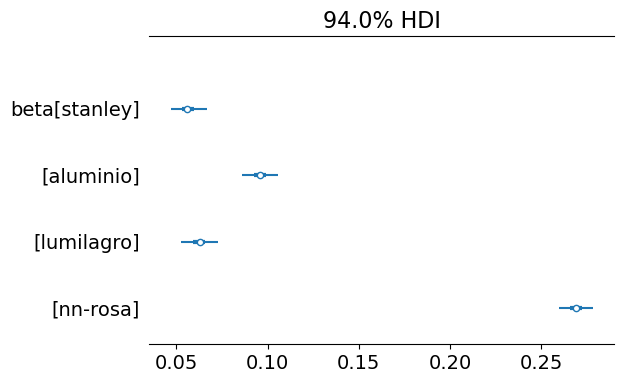 94.0% HDI
beta[stanley]
[aluminio]
[lumilagro]
[nn-rosa]
0.05 0.10 0.15 0.20 0.25